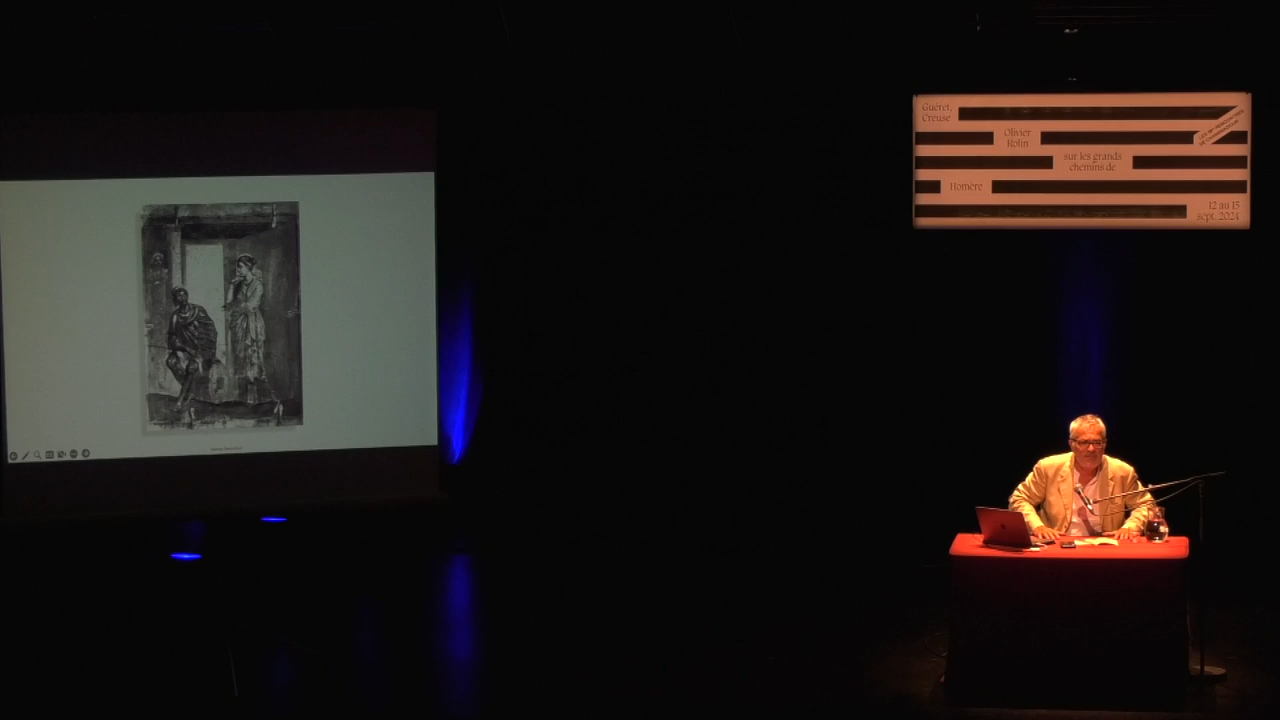 Guéret,
Creuse
Olivier
Rolin
sur les grands
chemins de
Homère
12 au 15
sept. 2024